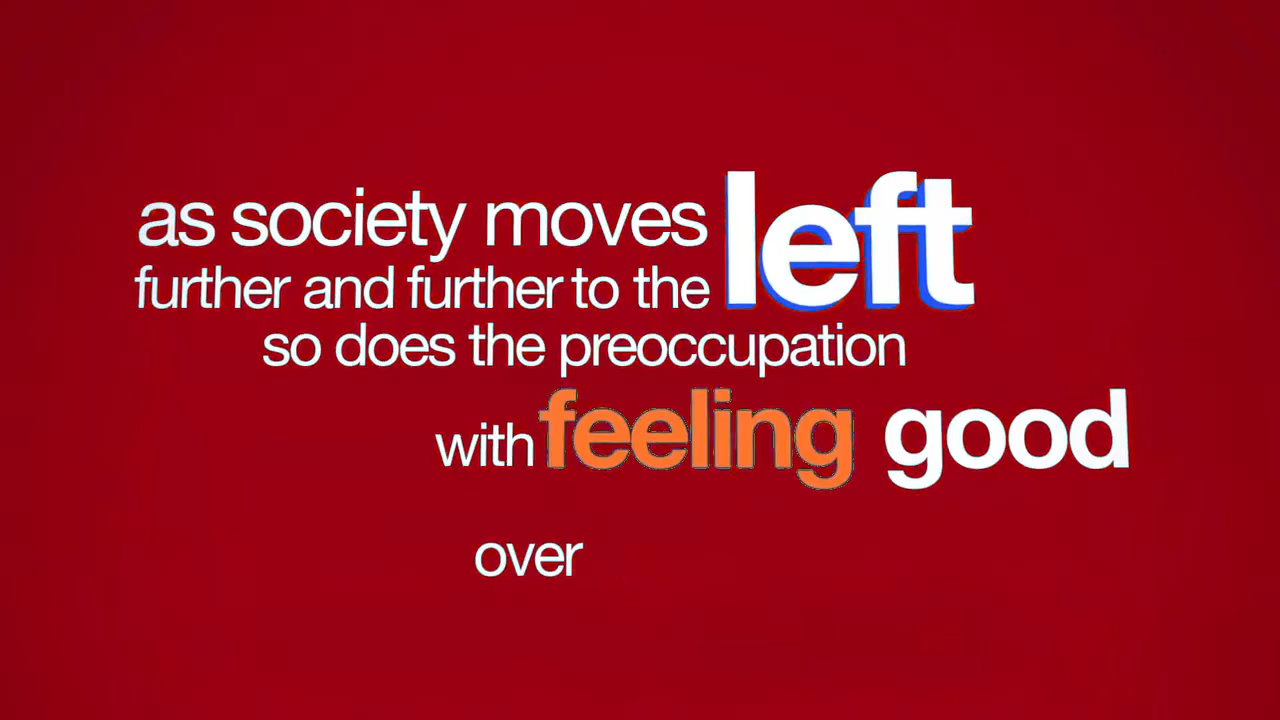 as society moves left
further and further to the
so does the preoccupation
with feeling good
over